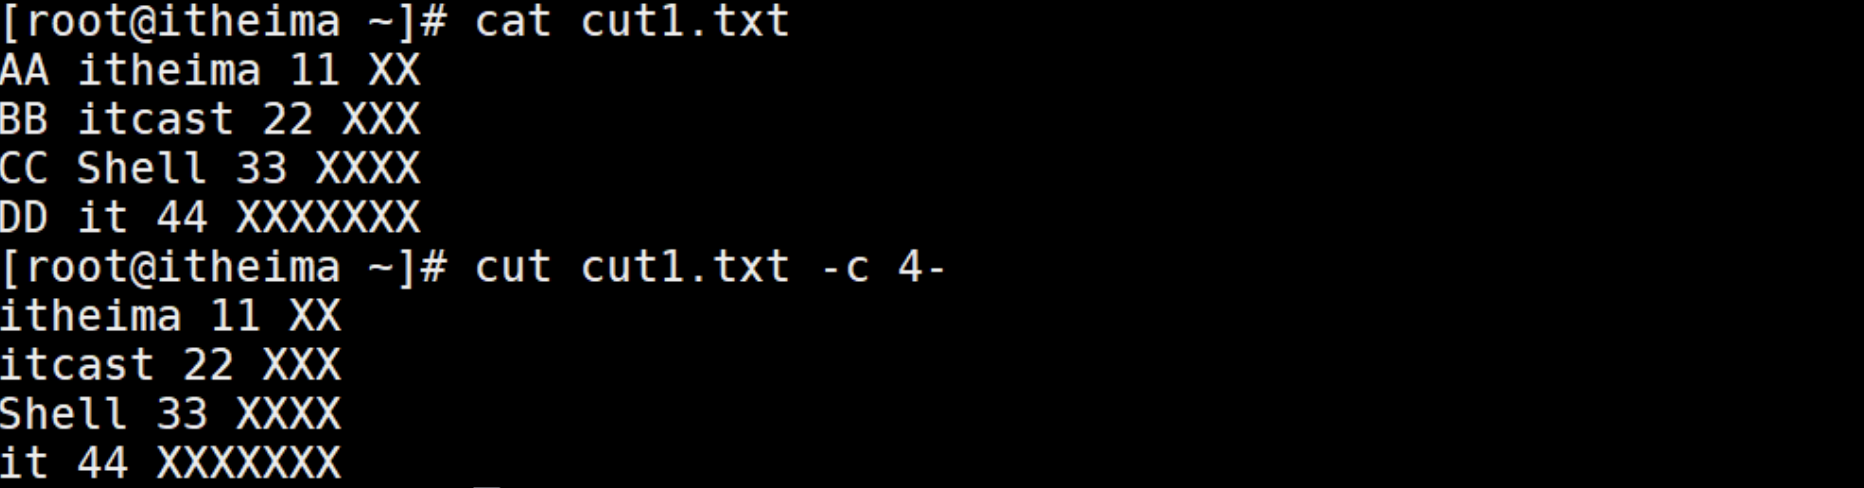 [root@itheima ~]# cat cut1.txt
AA itheima 11 XX
BB itcast 22 XXX
CC Shell 33 XXXX
DD it 44 XXXXXXX
[root@itheima ~]# cut cut1.txt -c 4-
itheima 11 XX
itcast 22 XXX
Shell 33 XXXX
it 44 XXXXXXX